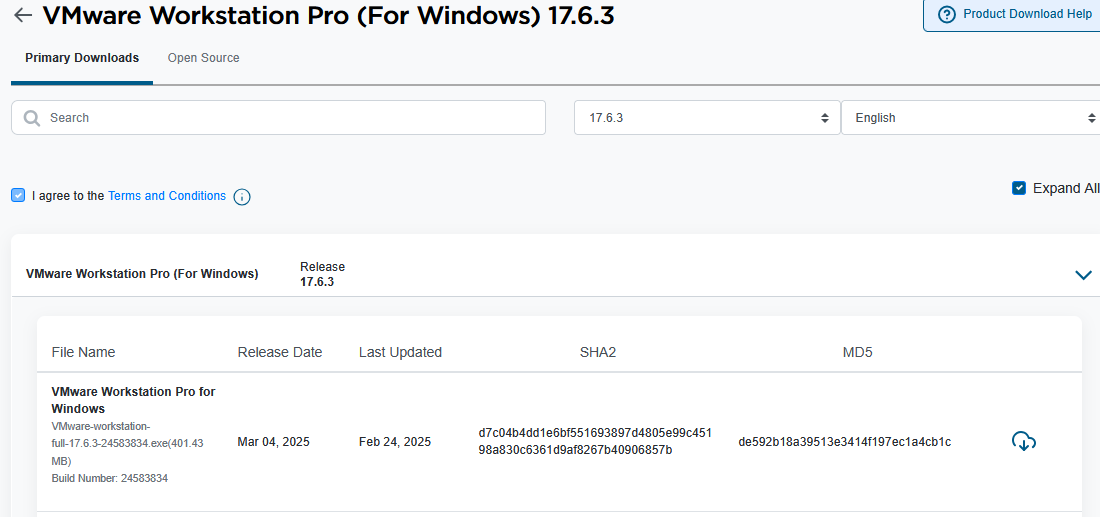 VMware Workstation Pro (For Windows) 17.6.3
Product Download Help
Primary Downloads
Open Source
Search
17.6.3
English
I agree to the Terms and Conditions
Expand All
VMware Workstation Pro (For Windows)
Release
17.6.3
File Name
Release Date
Last Updated
SHA2
MD5
VMware Workstation Pro for
Windows
VMware-workstation-
full-17.6.3-24583834.exe(401.43
MB)
Build Number: 24583834
Mar 04, 2025
Feb 24, 2025
d7c04b4dd1e6bf551693897d4805e99c451
98a830c6361d9af8267b40906857b
de592b18a39513e3414f197ec1a4cb1c